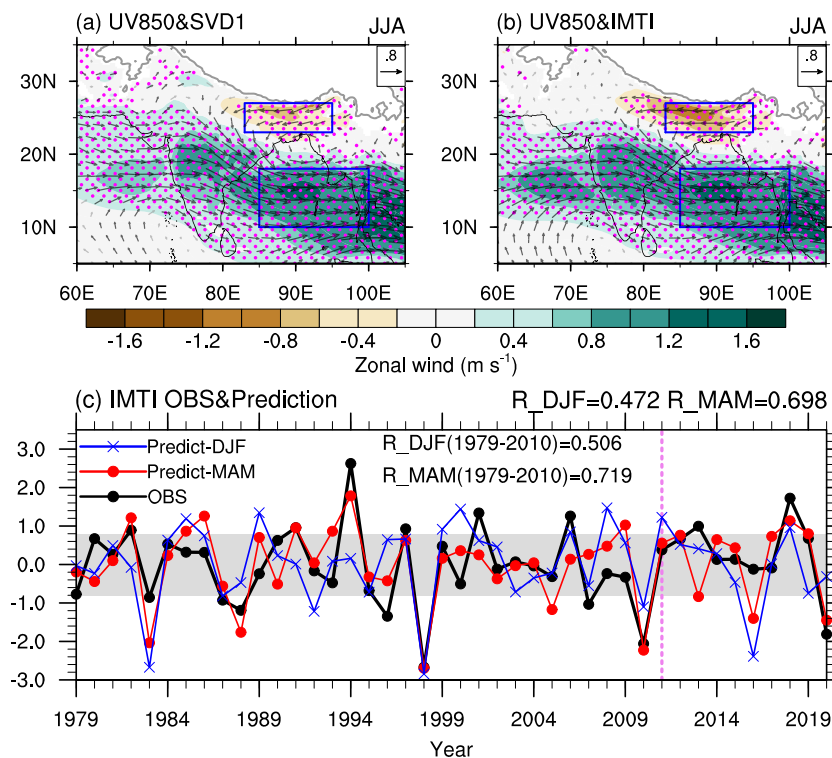 (a) UV850&SVD1 JJA
(b) UV850&IMTI JJA
.8
.8
30N
20N
10N
60E 70E 80E 90E 100E
60E 70E 80E 90E 100E
-1.6 -1.2 -0.8 -0.4 0 0.4 0.8 1.2 1.6
Zonal wind (m s⁻¹)
(c) IMTI OBS&Prediction R_DJF=0.472 R_MAM=0.698
3.0
Predict-DJF
Predict-MAM
OBS
R_DJF(1979-2010)=0.506
R_MAM(1979-2010)=0.719
2.0
1.0
0.0
-1.0
-2.0
-3.0
1979 1984 1989 1994 1999 2004 2009 2014 2019
Year